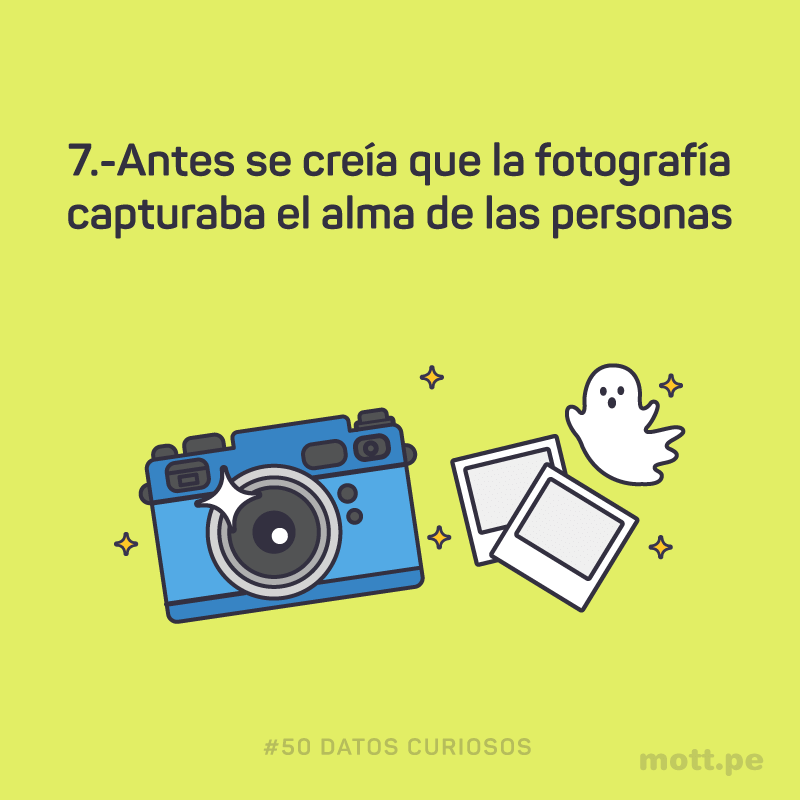 7.-Antes se creía que la fotografía
capturaba el alma de las personas
#50 DATOS CURIOSOS
mott.pe